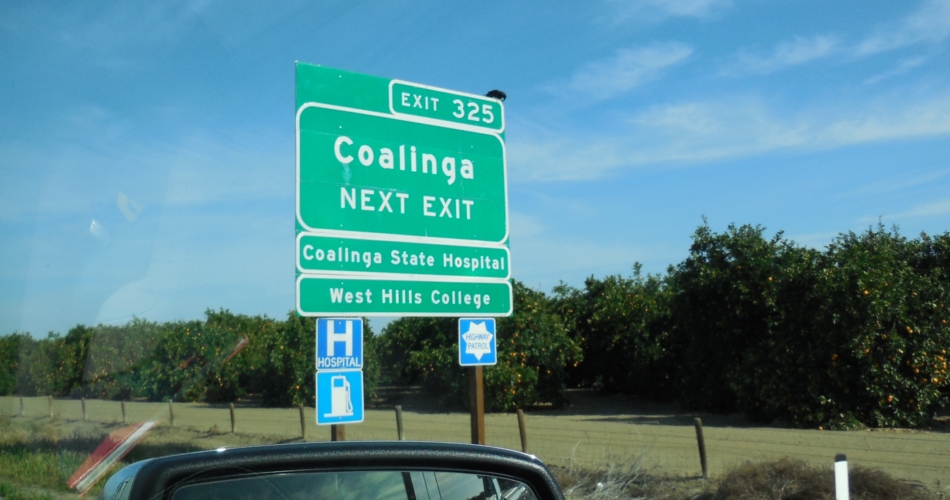 EXIT 325
Coalinga
NEXT EXIT
Coalinga State Hospital
West Hills College
H
HOSPITAL
HIGHWAY
PATROL